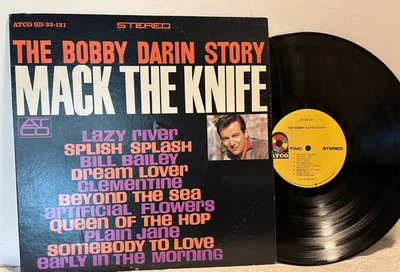 ATCO SD 33-131
STEREO
THE BOBBY DARIN STORY
MACK THE KNIFE
ATCO
LAZY RIVER
SPLISH SPLASH
BILL BAILEY
DREAM LOVER
CLEMENTINE
BEYOND THE SEA
ARTIFICIAL FLOWERS
QUEEN OF THE HOP
PLAIN JANE
SOMEBODY TO LOVE
EARLY IN THE MORNING
THE BOBBY DARIN STORY
TWO
STEREO
ATCO